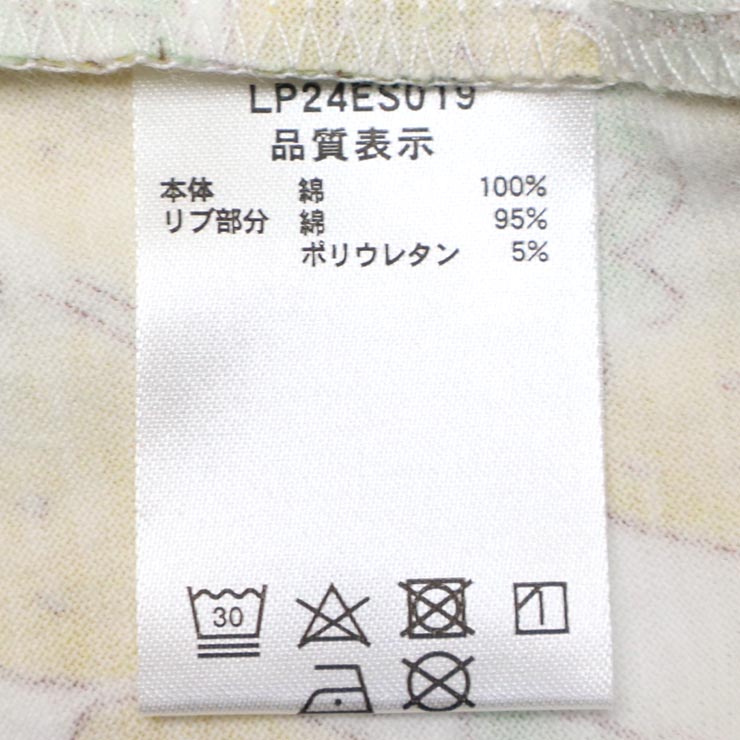 LP24ES019
品質表示
本体 綿 100%
リブ部分 綿 95%
ポリウレタン 5%
30